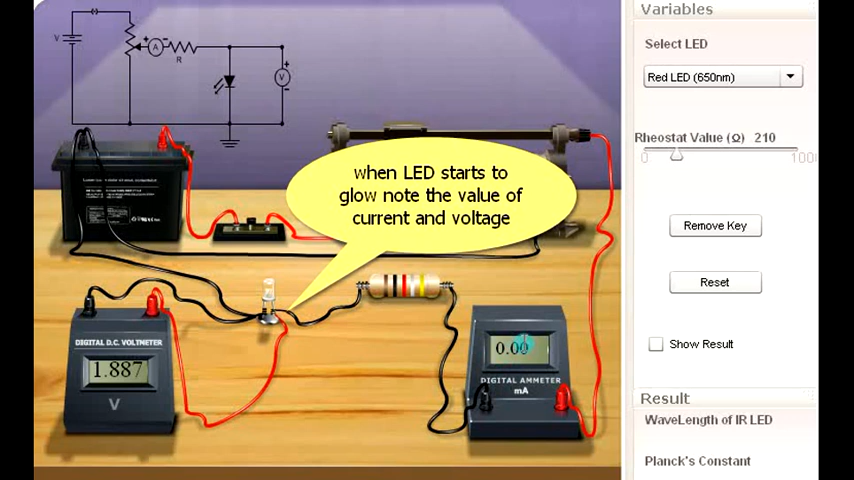 Variables
Select LED
Red LED (650nm)
Rheostat Value (Ω) 210
0 100
Remove Key
Reset
Show Result
Result
WaveLength of IR LED
Planck's Constant
V
A
R
V
when LED starts to
glow note the value of
current and voltage
DIGITAL D.C. VOLTMETER
1.887
V
0.00
DIGITAL AMMETER
mA